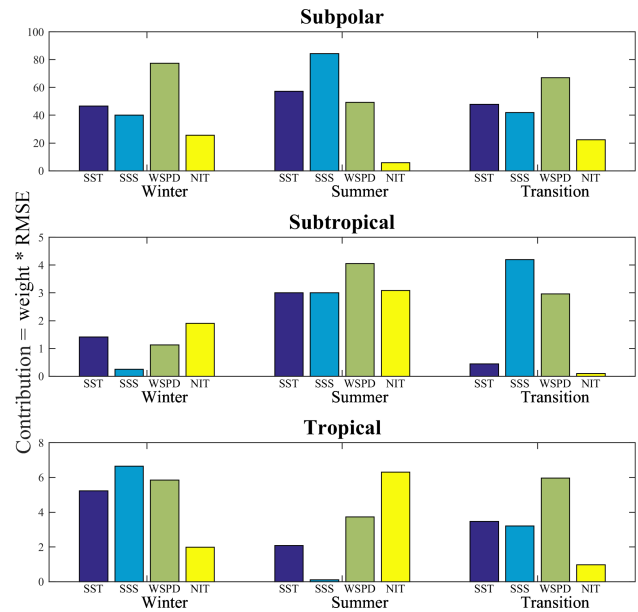 Subpolar
100
80
60
40
20
0
SST SSS WSPD NIT SST SSS WSPD NIT SST SSS WSPD NIT
Winter Summer Transition
Contribution = weight * RMSE
Subtropical
5
4
3
2
1
0
SST SSS WSPD NIT SST SSS WSPD NIT SST SSS WSPD NIT
Winter Summer Transition
Tropical
8
6
4
2
0
SST SSS WSPD NIT SST SSS WSPD NIT SST SSS WSPD NIT
Winter Summer Transition